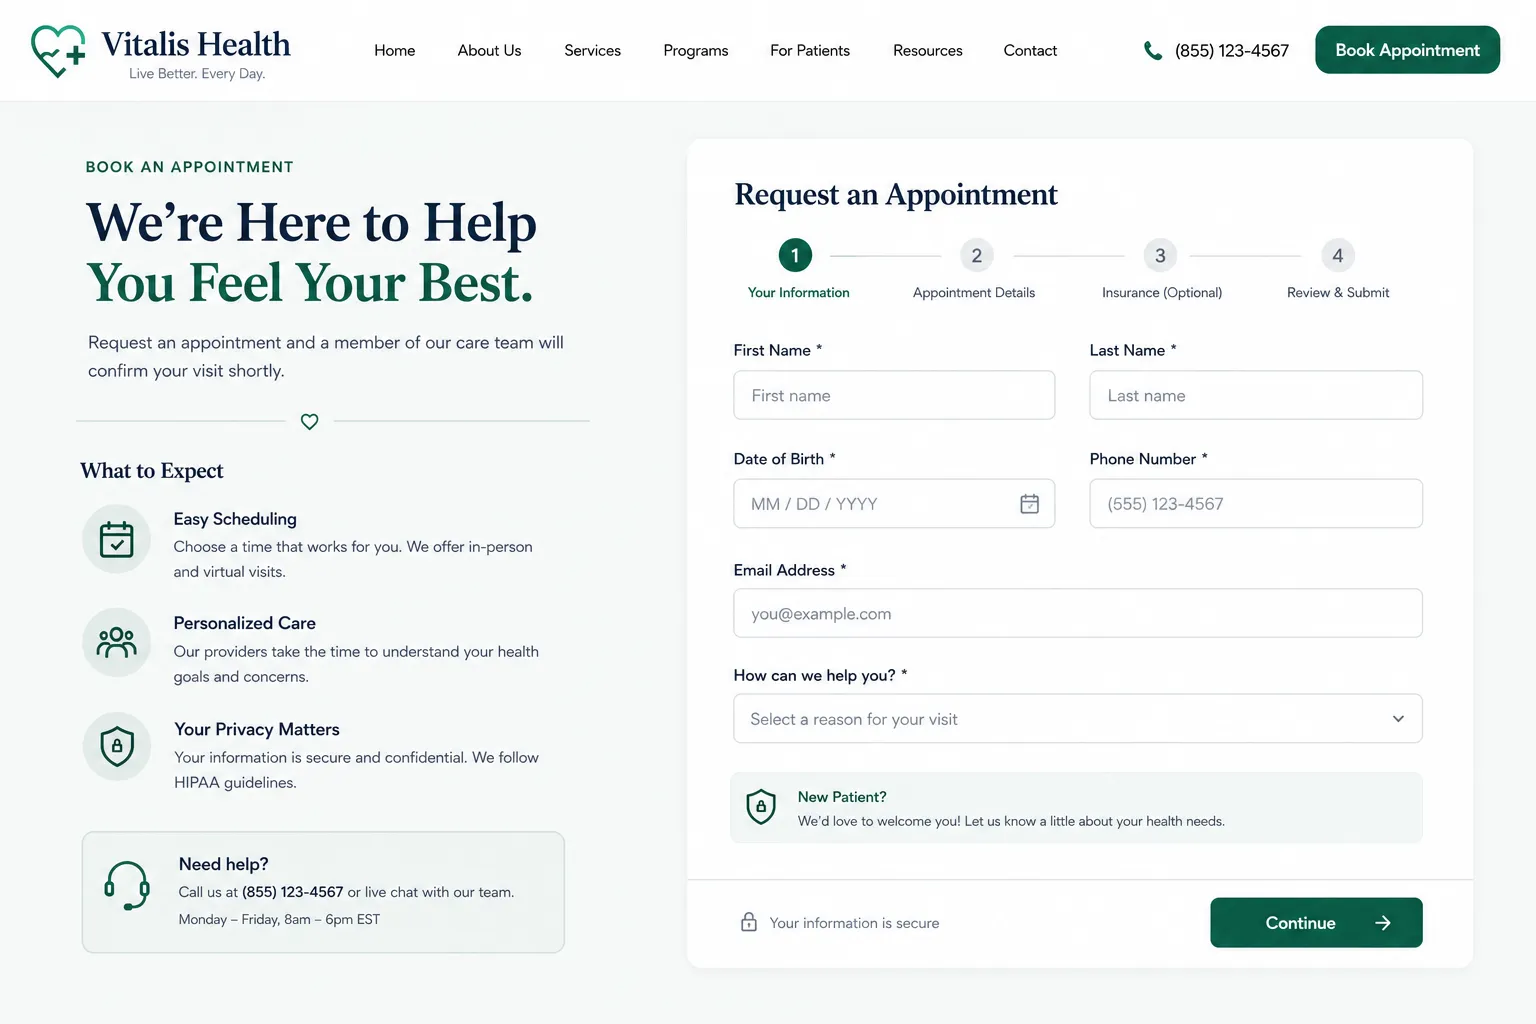 Vitalis Health
Live Better. Every Day.
Home
About Us
Services
Programs
For Patients
Resources
Contact
(855) 123-4567
Book Appointment
BOOK AN APPOINTMENT
We’re Here to Help
You Feel Your Best.
Request an appointment and a member of our care team will
confirm your visit shortly.
What to Expect
Easy Scheduling
Choose a time that works for you. We offer in-person
and virtual visits.
Personalized Care
Our providers take the time to understand your health
goals and concerns.
Your Privacy Matters
Your information is secure and confidential. We follow
HIPAA guidelines.
Need help?
Call us at (855) 123-4567 or live chat with our team.
Monday – Friday, 8am – 6pm EST
Request an Appointment
1
Your Information
2
Appointment Details
3
Insurance (Optional)
4
Review & Submit
First Name *
First name
Last Name *
Last name
Date of Birth *
MM / DD / YYYY
Phone Number *
(555) 123-4567
Email Address *
you@example.com
How can we help you? *
Select a reason for your visit
New Patient?
We’d love to welcome you! Let us know a little about your health needs.
Your information is secure
Continue